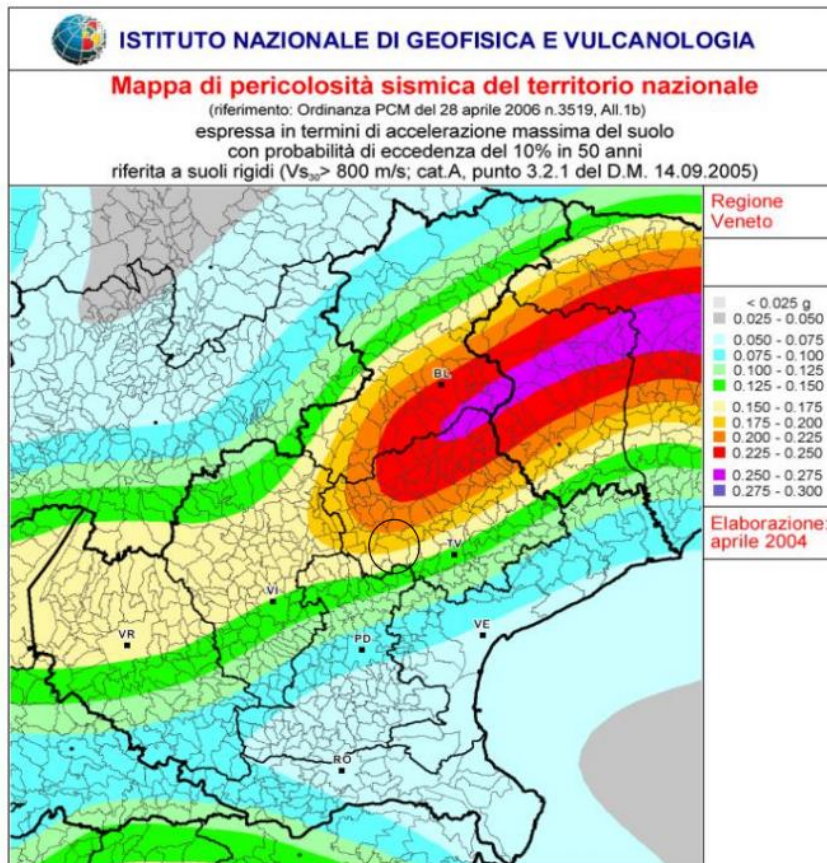 ISTITUTO NAZIONALE DI GEOFISICA E VULCANOLOGIA
Mappa di pericolosità sismica del territorio nazionale
(riferimento: Ordinanza PCM del 28 aprile 2006 n.3519, All.1b)
espressa in termini di accelerazione massima del suolo
con probabilità di eccedenza del 10% in 50 anni
riferita a suoli rigidi (Vs₃₀> 800 m/s; cat.A, punto 3.2.1 del D.M. 14.09.2005)
Regione
Veneto
< 0.025 g
0.025 - 0.050
0.050 - 0.075
0.075 - 0.100
0.100 - 0.125
0.125 - 0.150
0.150 - 0.175
0.175 - 0.200
0.200 - 0.225
0.225 - 0.250
0.250 - 0.275
0.275 - 0.300
Elaborazione:
aprile 2004
BL
TV
VI
VR
PD
VE
RO